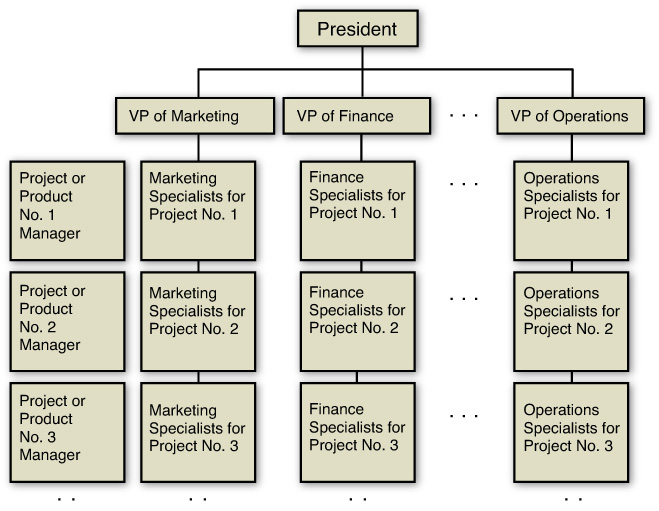 President
VP of Marketing
VP of Finance
. . .
VP of Operations
Project or
Product
No. 1
Manager
Marketing
Specialists for
Project No. 1
Finance
Specialists for
Project No. 1
. . .
Operations
Specialists for
Project No. 1
Project or
Product
No. 2
Manager
Marketing
Specialists for
Project No. 2
Finance
Specialists for
Project No. 2
. . .
Operations
Specialists for
Project No. 2
Project or
Product
No. 3
Manager
Marketing
Specialists for
Project No. 3
Finance
Specialists for
Project No. 3
. . .
Operations
Specialists for
Project No. 3
. .
. .
. .
. .